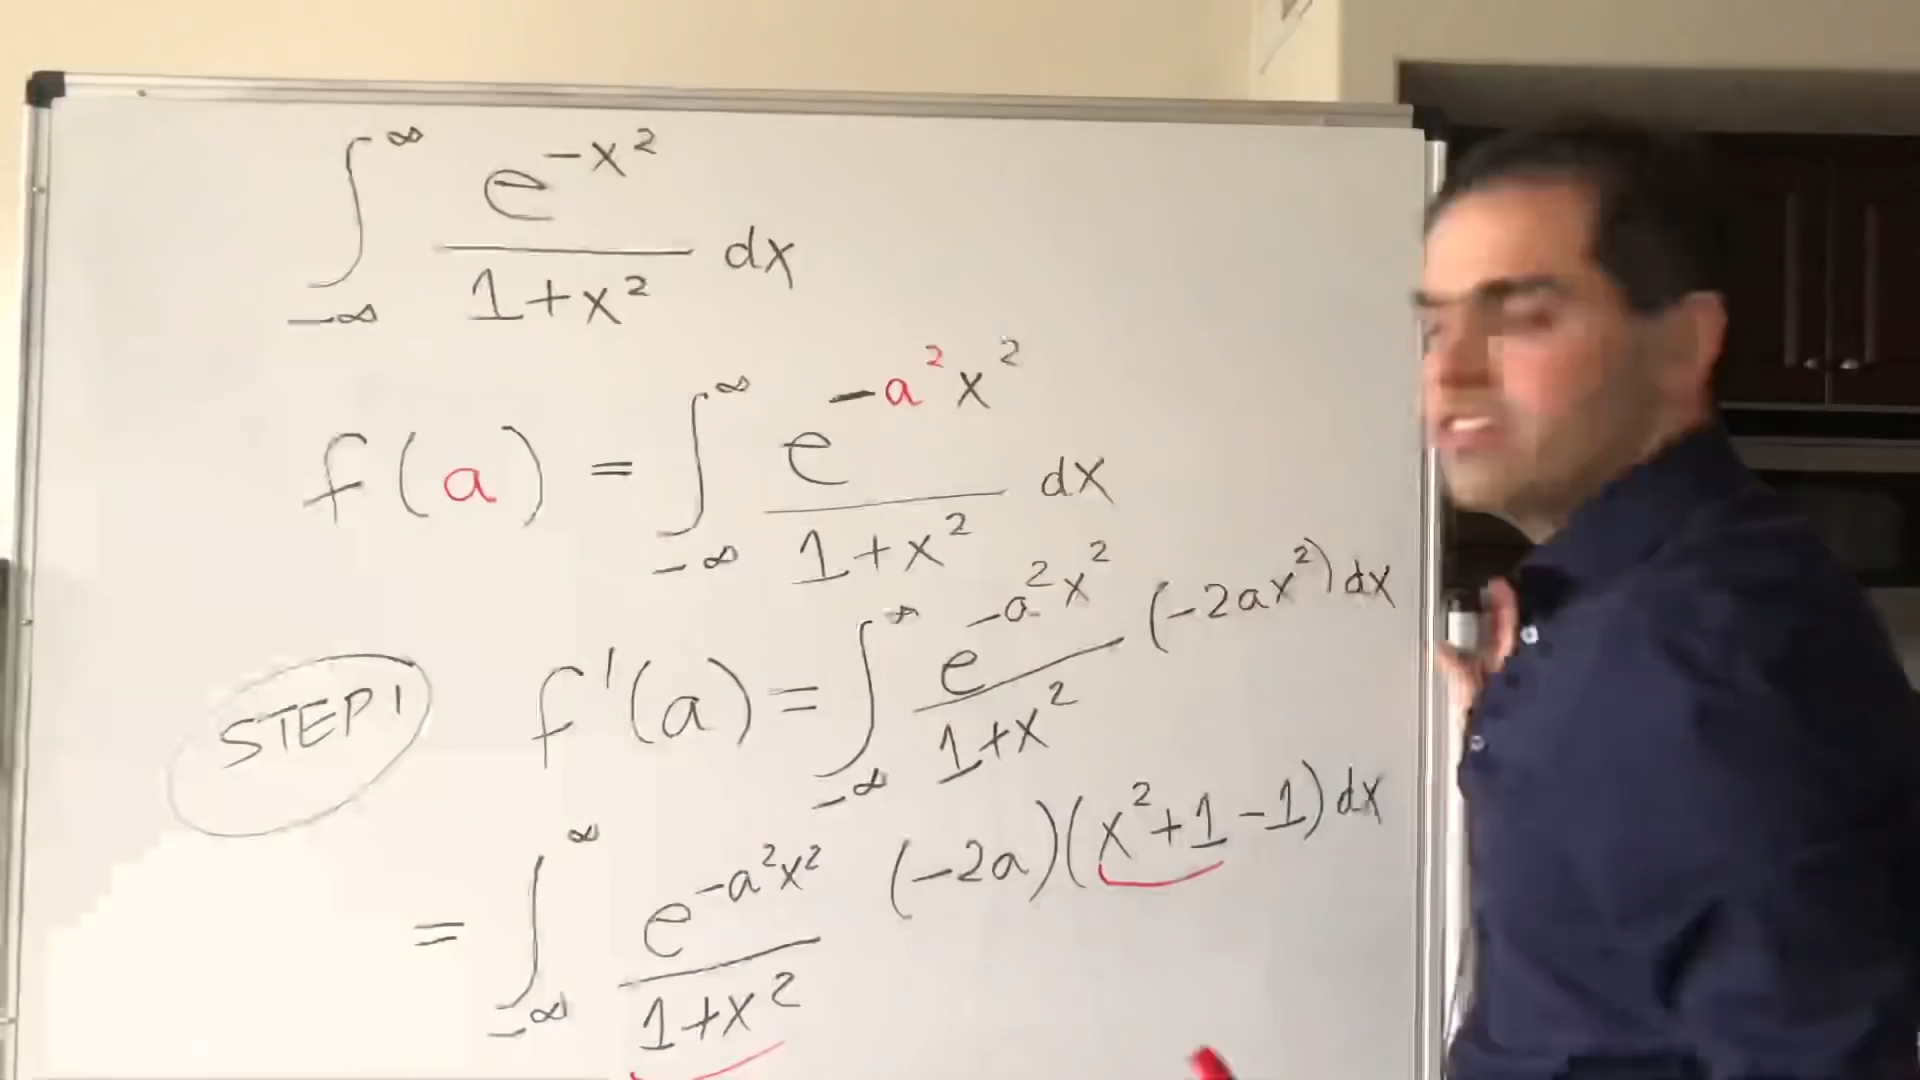 ∫_{-∞}^{∞} e^{-x²} / (1+x²) dx
f(a) = ∫_{-∞}^{∞} e^{-a²x²} / (1+x²) dx
STEP 1 f'(a) = ∫_{-∞}^{∞} e^{-a²x²} / (1+x²) (-2ax²) dx
= ∫_{-∞}^{∞} e^{-a²x²} / (1+x²) (-2a)(x²+1-1) dx